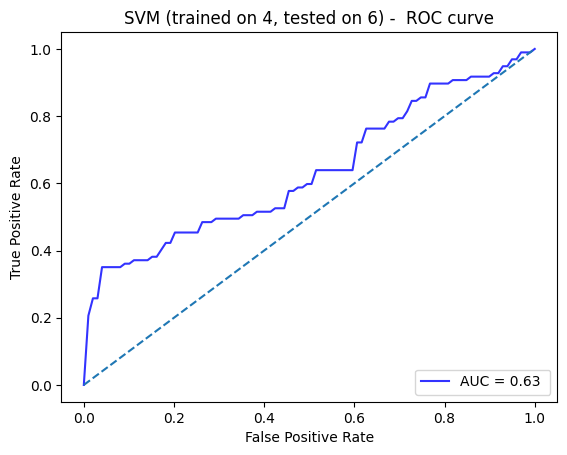 SVM (trained on 4, tested on 6) -  ROC curve
True Positive Rate
1.0
0.8
0.6
0.4
0.2
0.0
AUC = 0.63
0.0 0.2 0.4 0.6 0.8 1.0
False Positive Rate